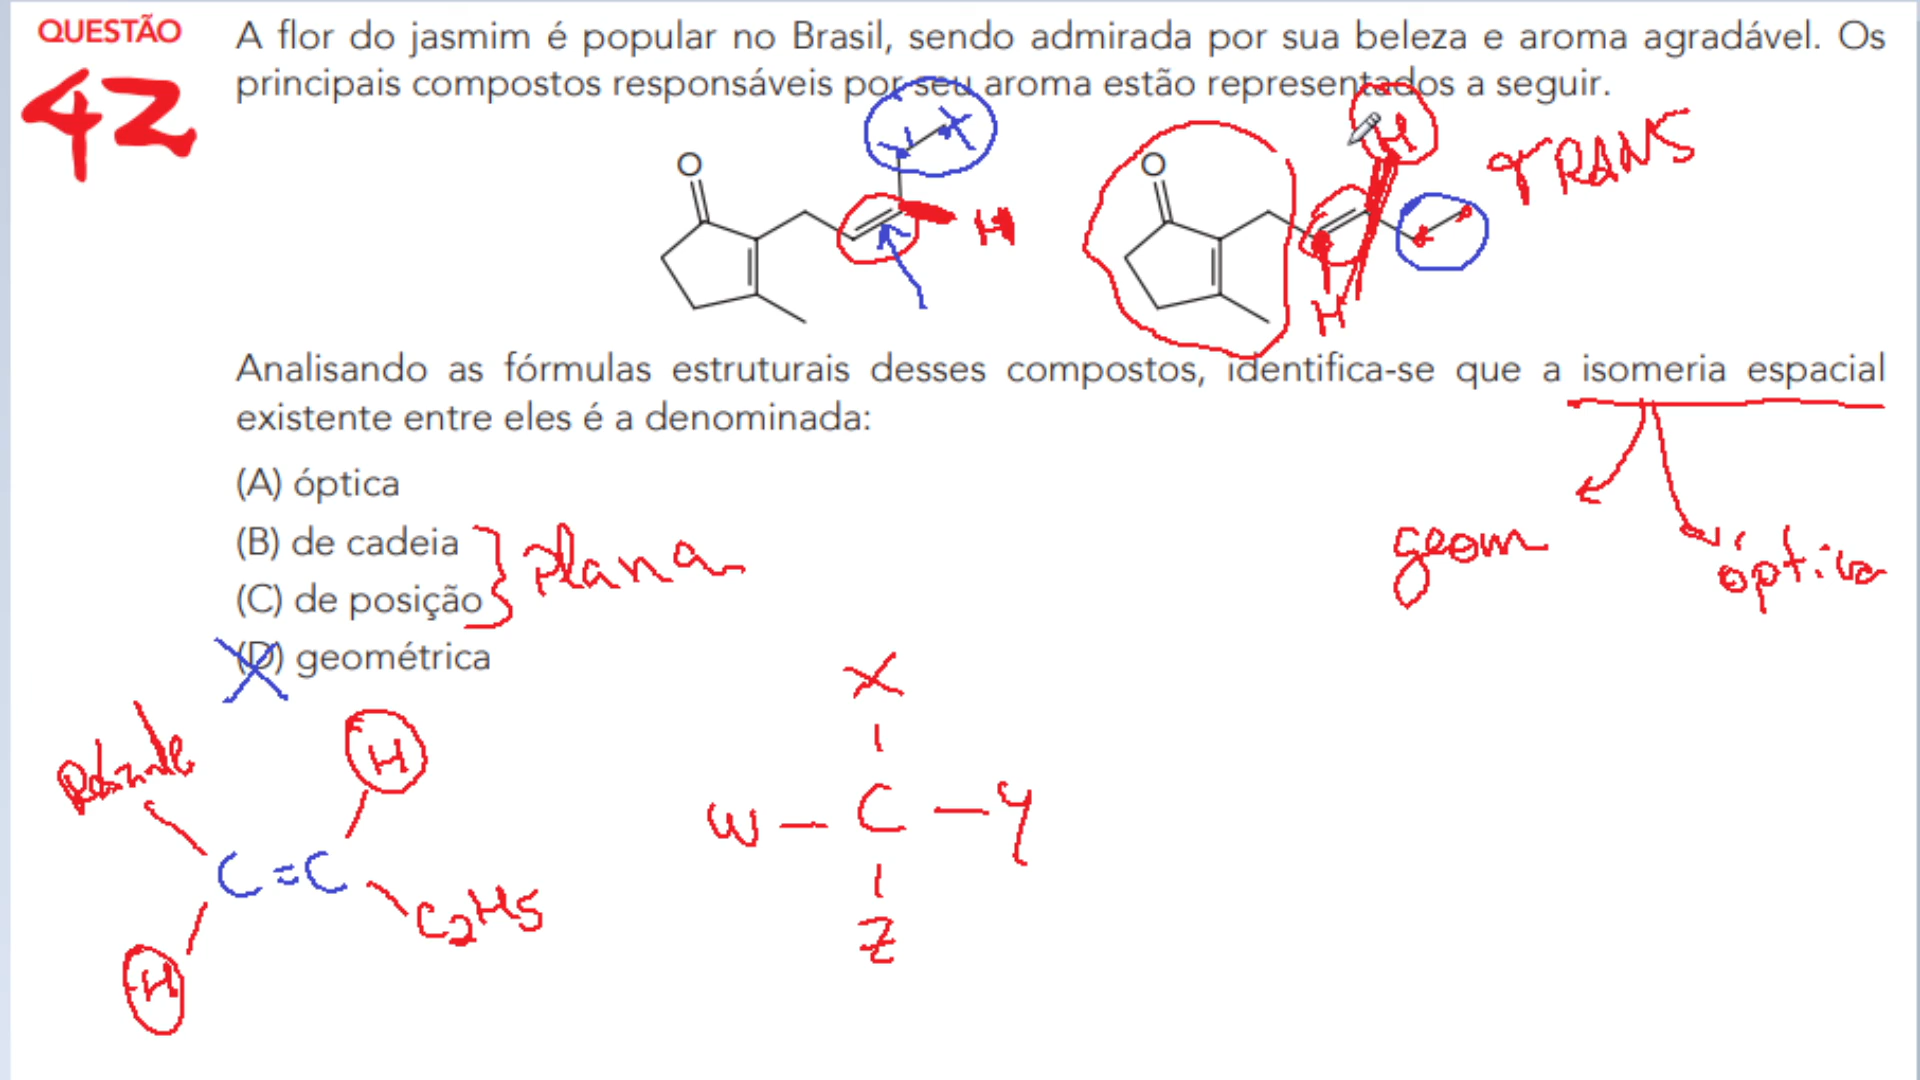 QUESTÃO
42
A flor do jasmim é popular no Brasil, sendo admirada por sua beleza e aroma agradável. Os
principais compostos responsáveis por seu aroma estão representados a seguir.
H
TRANS
O
O
H
H
Analisando as fórmulas estruturais desses compostos, identifica-se que a isomeria espacial
existente entre eles é a denominada:
(A) óptica
(B) de cadeia
(C) de posição
Plana
geom
óptica
(D) geométrica
X
H
W - C - Y
Z
C = C
C2H5
H